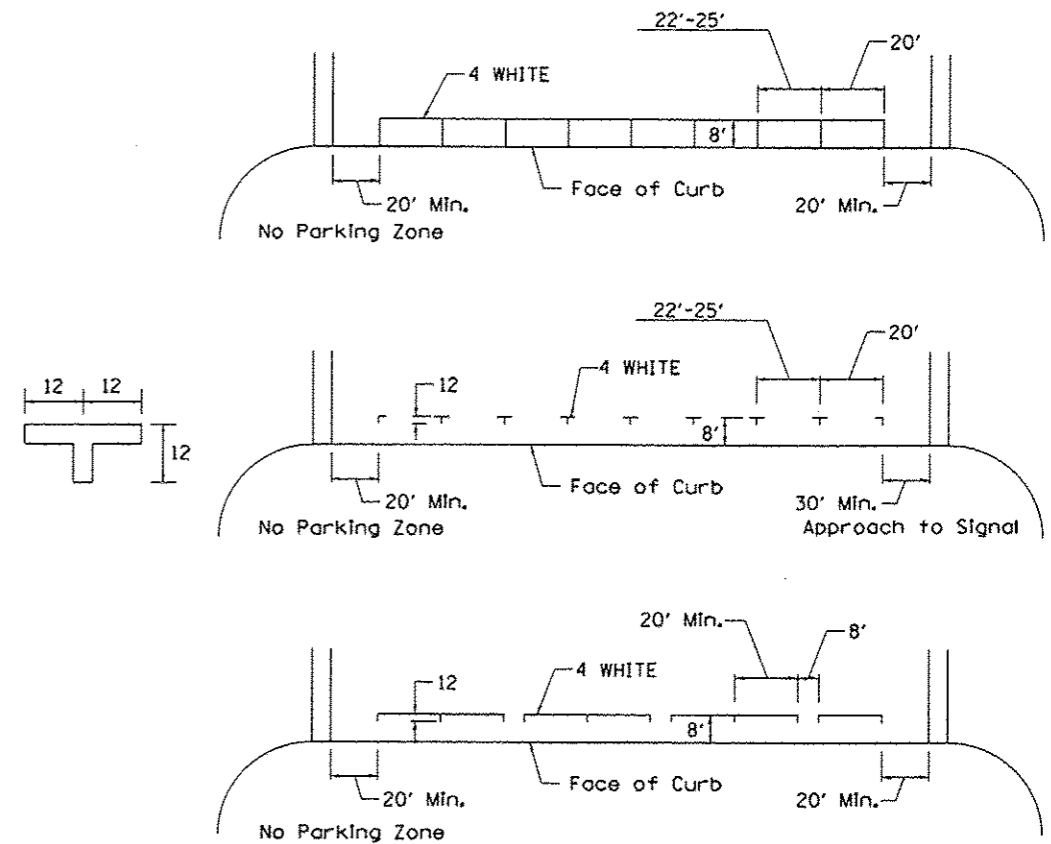 22'-25'
20'
4 WHITE
8'
Face of Curb
20' Min.
20' Min.
No Parking Zone
22'-25'
20'
12 12
12
4 WHITE
12
8'
Face of Curb
20' Min.
30' Min.
No Parking Zone
Approach to Signal
20' Min.
8'
4 WHITE
12
8'
Face of Curb
20' Min.
20' Min.
No Parking Zone